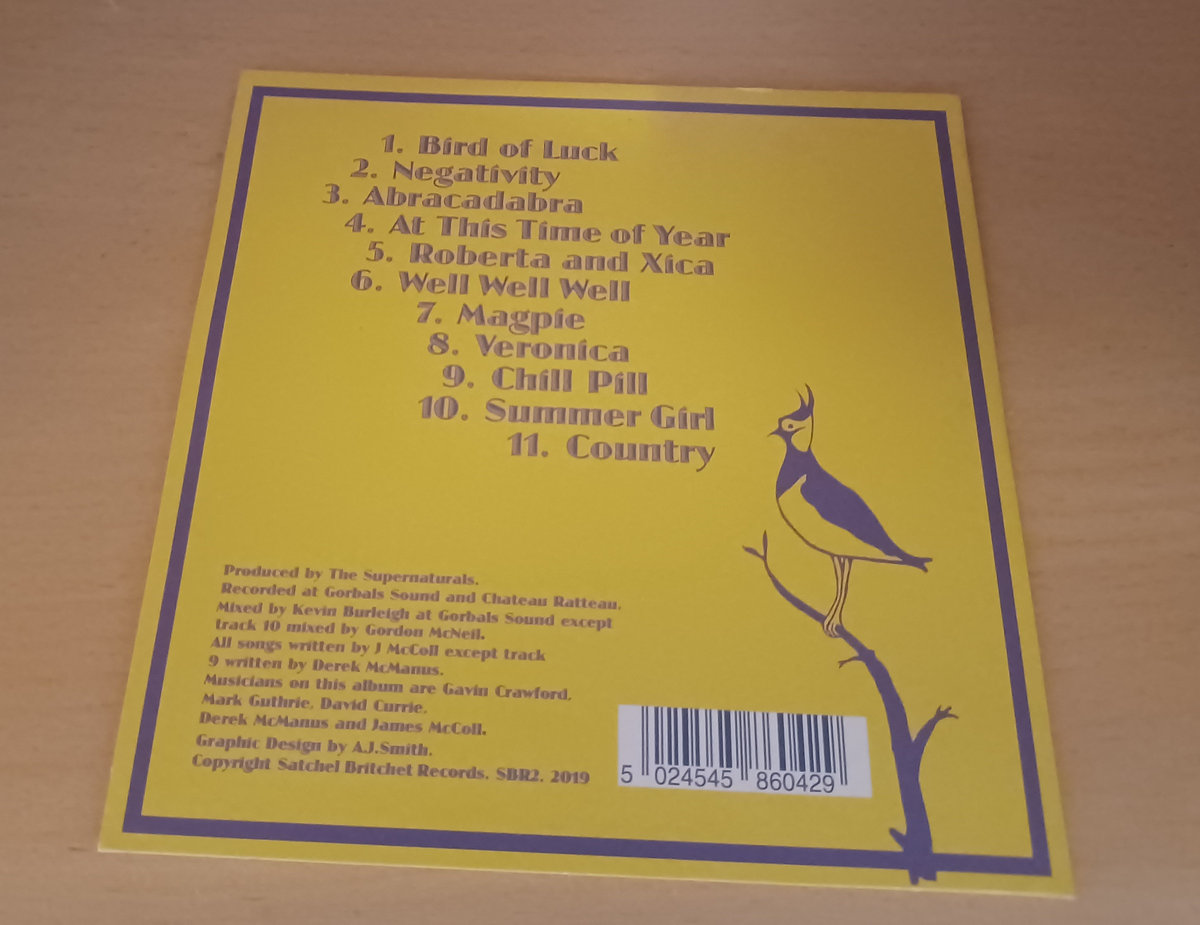 1. Bird of Luck
2. Negativity
3. Abracadabra
4. At This Time of Year
5. Roberta and Xica
6. Well Well Well
7. Magpie
8. Veronica
9. Chill Pill
10. Summer Girl
11. Country
Produced by The Supernaturals.
Recorded at Gorbals Sound and Chateau Ratteau.
Mixed by Kevin Burleigh at Gorbals Sound except
track 10 mixed by Gordon McNeil.
All songs written by J McColl except track
9 written by Derek McManus.
Musicians on this album are Gavin Crawford,
Mark Guthrie, David Currie,
Derek McManus and James McColl.
Graphic Design by A.J.Smith.
Copyright Satchel Britchet Records. SBR2. 2019
5 024545 860429